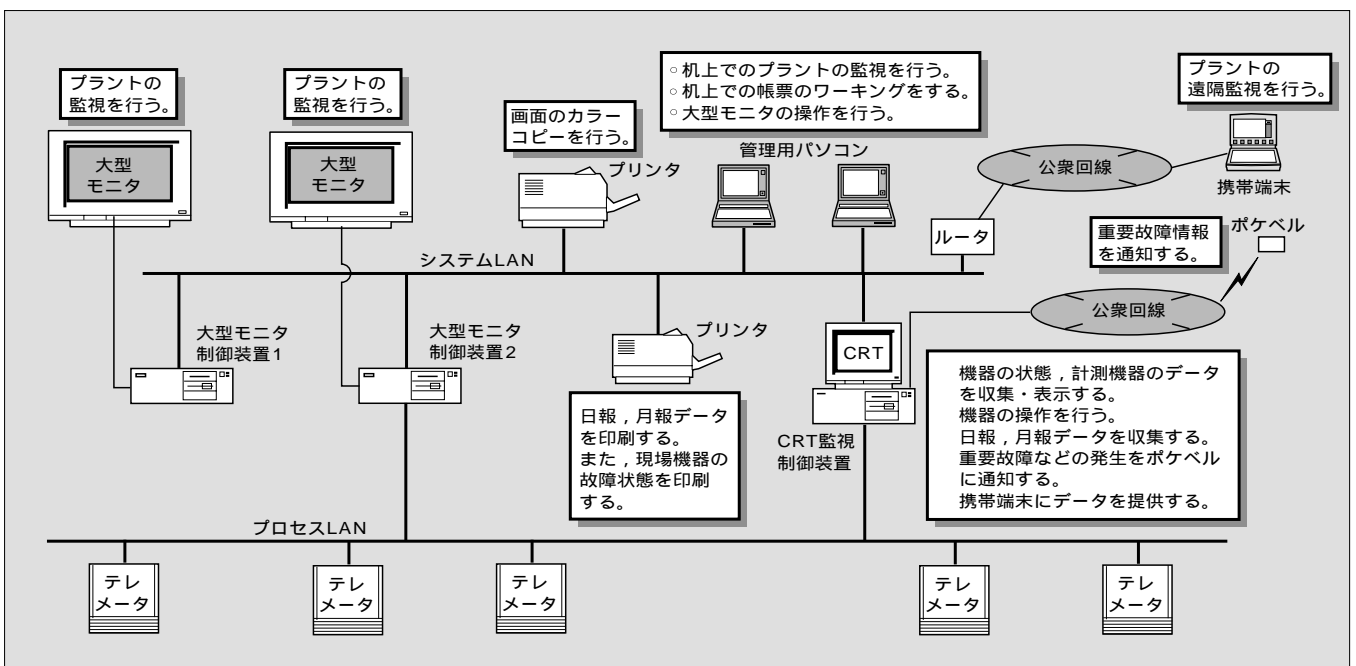 プラントの
監視を行う。
プラントの
監視を行う。
画面のカラー
コピーを行う。
○机上でのプラントの監視を行う。
○机上での帳票のワーキングをする。
○大型モニタの操作を行う。
プラントの
遠隔監視を行う。
大型
モニタ
大型
モニタ
プリンタ
管理用パソコン
公衆回線
携帯端末
ルータ
重要故障情報
を通知する。
ポケベル
システムLAN
公衆回線
大型モニタ
制御装置1
大型モニタ
制御装置2
プリンタ
CRT
CRT監視
制御装置
日報，月報データ
を印刷する。
また，現場機器の
故障状態を印刷
する。
機器の状態，計測機器のデータ
を収集・表示する。
機器の操作を行う。
日報，月報データを収集する。
重要故障などの発生をポケベル
に通知する。
携帯端末にデータを提供する。
プロセスLAN
テレ
メータ
テレ
メータ
テレ
メータ
テレ
メータ
テレ
メータ